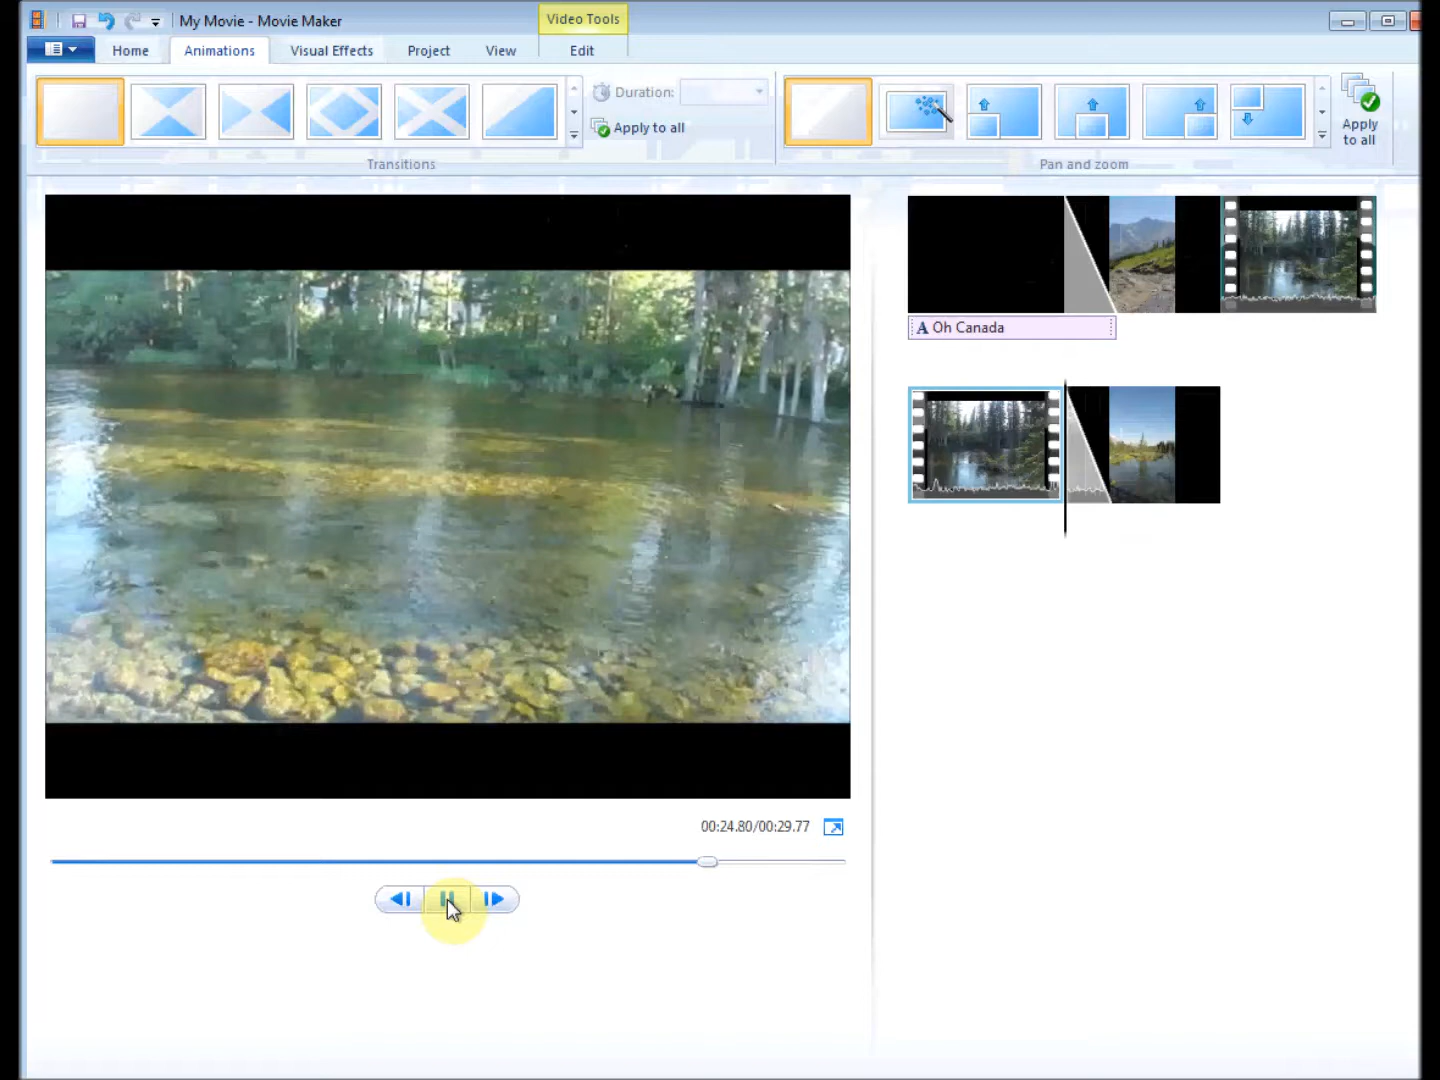 My Movie - Movie Maker
Video Tools
Home
Animations
Visual Effects
Project
View
Edit
Duration:
Apply to all
Transitions
Pan and zoom
Apply
to all
A Oh Canada
00:24.80/00:29.77